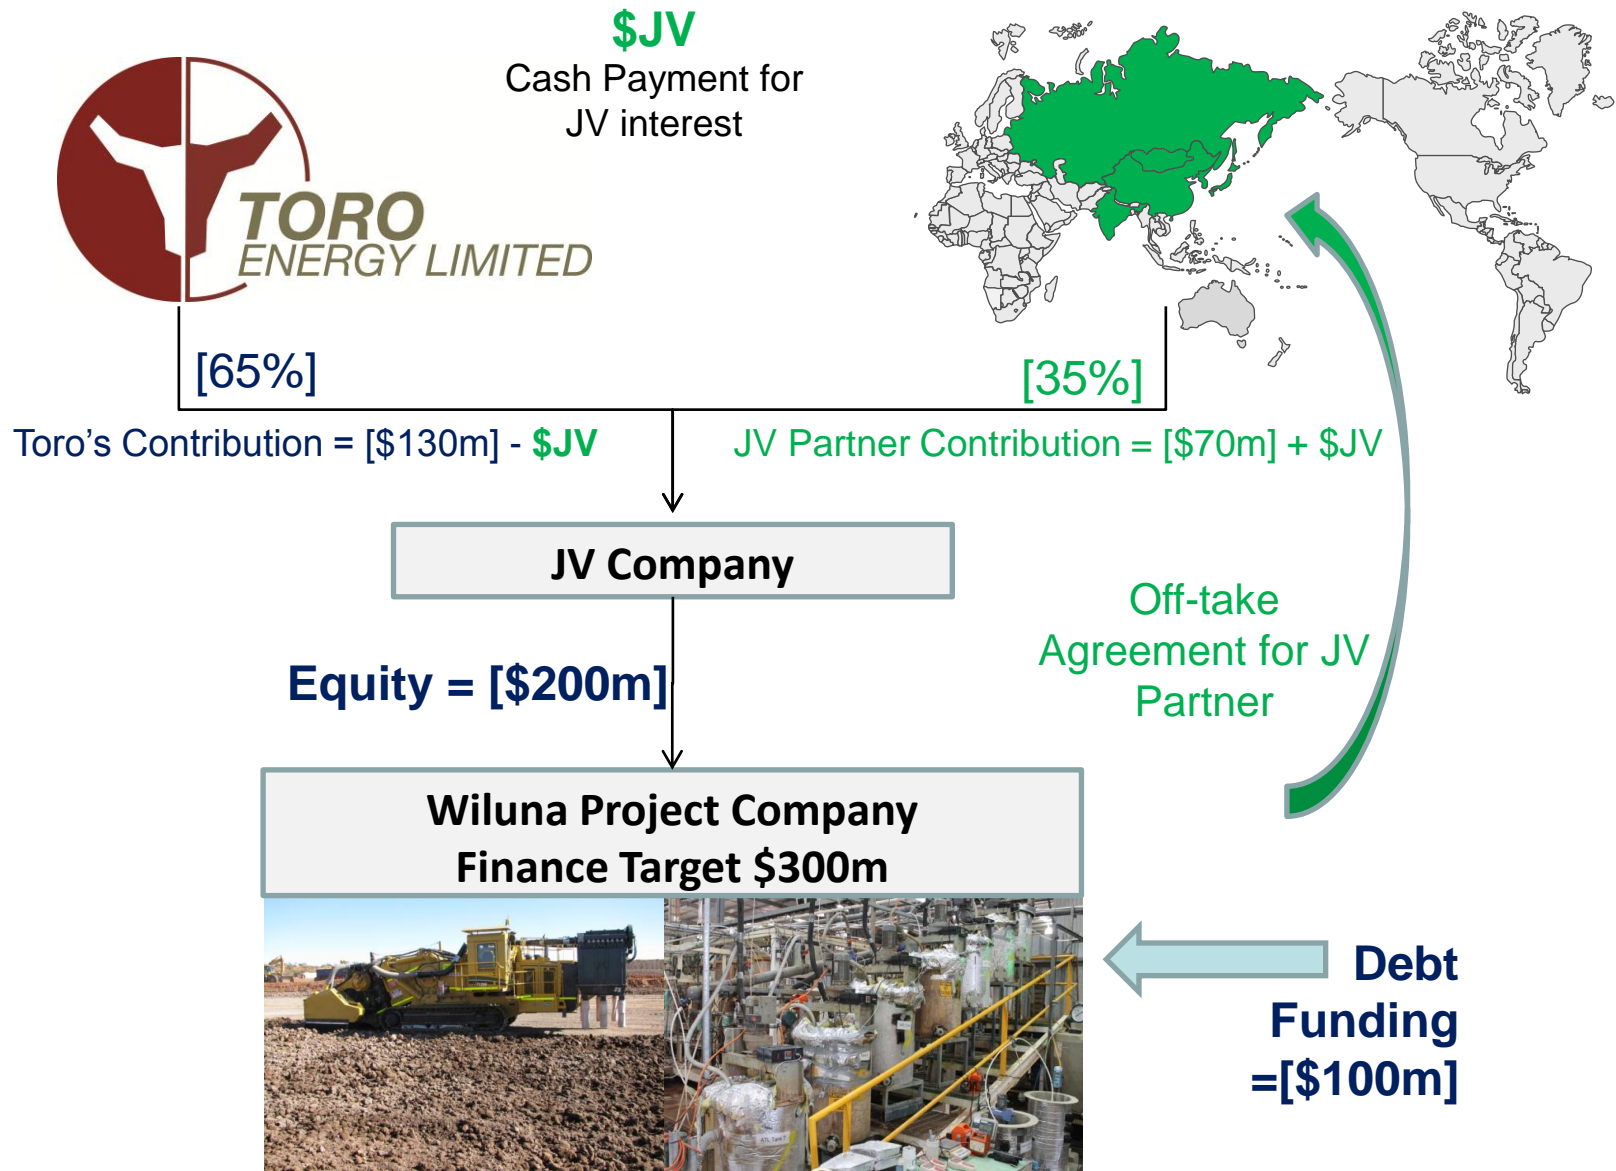 $JV
Cash Payment for
JV interest
TORO
ENERGY LIMITED
[65%]
[35%]
Toro’s Contribution = [$130m] - $JV
JV Partner Contribution = [$70m] + $JV
JV Company
Off-take
Agreement for JV
Partner
Equity = [$200m]
Wiluna Project Company
Finance Target $300m
Debt
Funding
=[$100m]